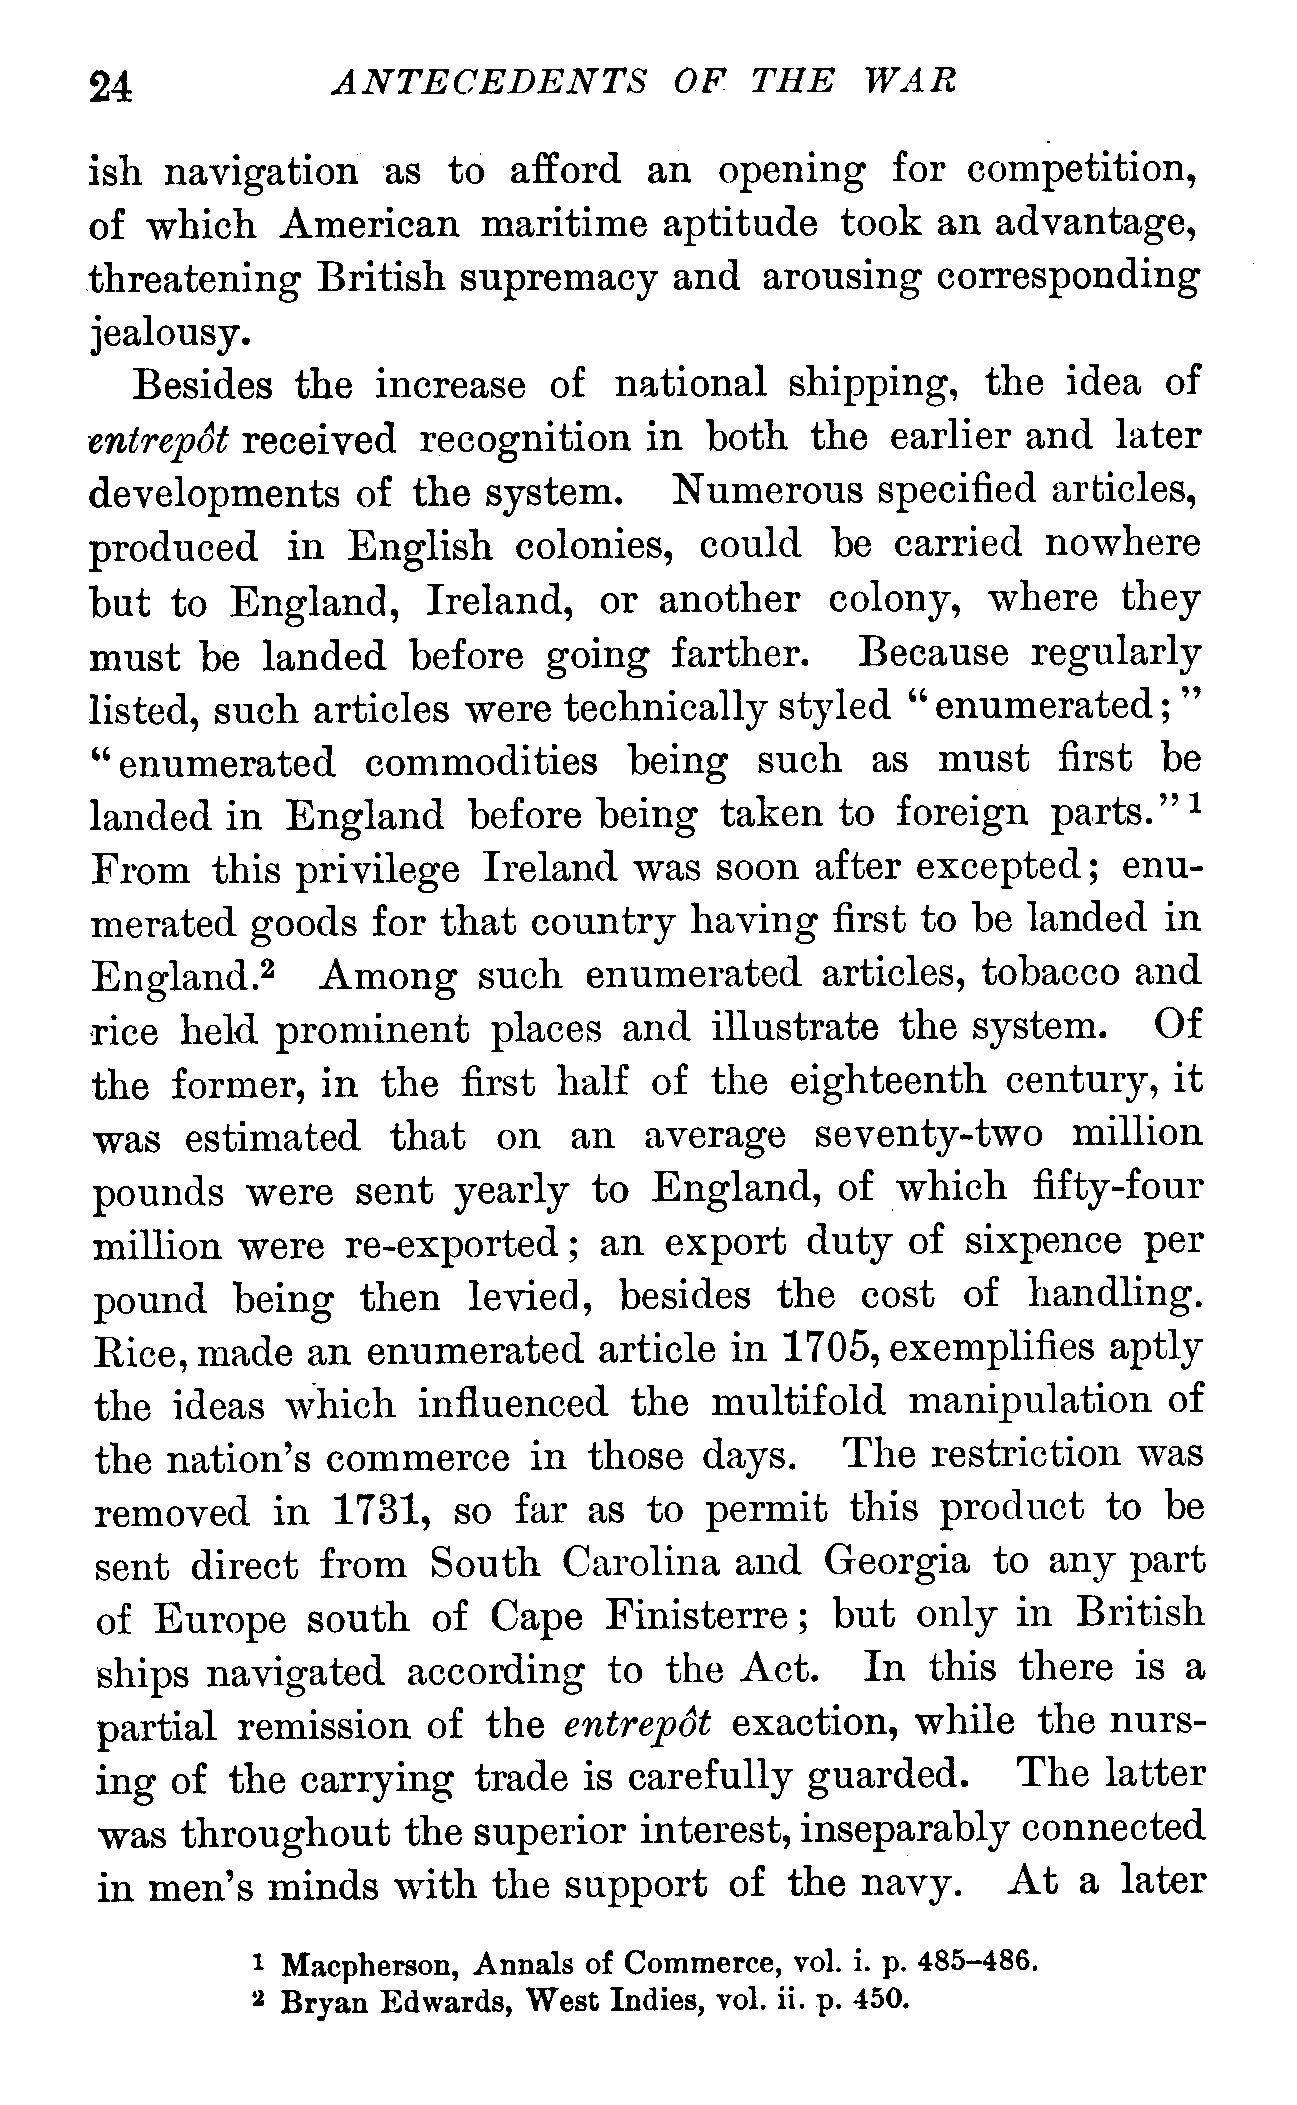 24 ANTECEDENTS OF THE WAR
ish navigation as to afford an opening for competition,
of which American maritime aptitude took an advantage,
threatening British supremacy and arousing corresponding
jealousy.
Besides the increase of national shipping, the idea of
entrepôt received recognition in both the earlier and later
developments of the system. Numerous specified articles,
produced in English colonies, could be carried nowhere
but to England, Ireland, or another colony, where they
must be landed before going farther. Because regularly
listed, such articles were technically styled “enumerated;”
“enumerated commodities being such as must first be
landed in England before being taken to foreign parts.”¹
From this privilege Ireland was soon after excepted; enu-
merated goods for that country having first to be landed in
England.² Among such enumerated articles, tobacco and
rice held prominent places and illustrate the system. Of
the former, in the first half of the eighteenth century, it
was estimated that on an average seventy-two million
pounds were sent yearly to England, of which fifty-four
million were re-exported; an export duty of sixpence per
pound being then levied, besides the cost of handling.
Rice, made an enumerated article in 1705, exemplifies aptly
the ideas which influenced the multifold manipulation of
the nation’s commerce in those days. The restriction was
removed in 1731, so far as to permit this product to be
sent direct from South Carolina and Georgia to any part
of Europe south of Cape Finisterre; but only in British
ships navigated according to the Act. In this there is a
partial remission of the entrepôt exaction, while the nurs-
ing of the carrying trade is carefully guarded. The latter
was throughout the superior interest, inseparably connected
in men’s minds with the support of the navy. At a later
¹ Macpherson, Annals of Commerce, vol. i. p. 485–486.
² Bryan Edwards, West Indies, vol. ii. p. 450.